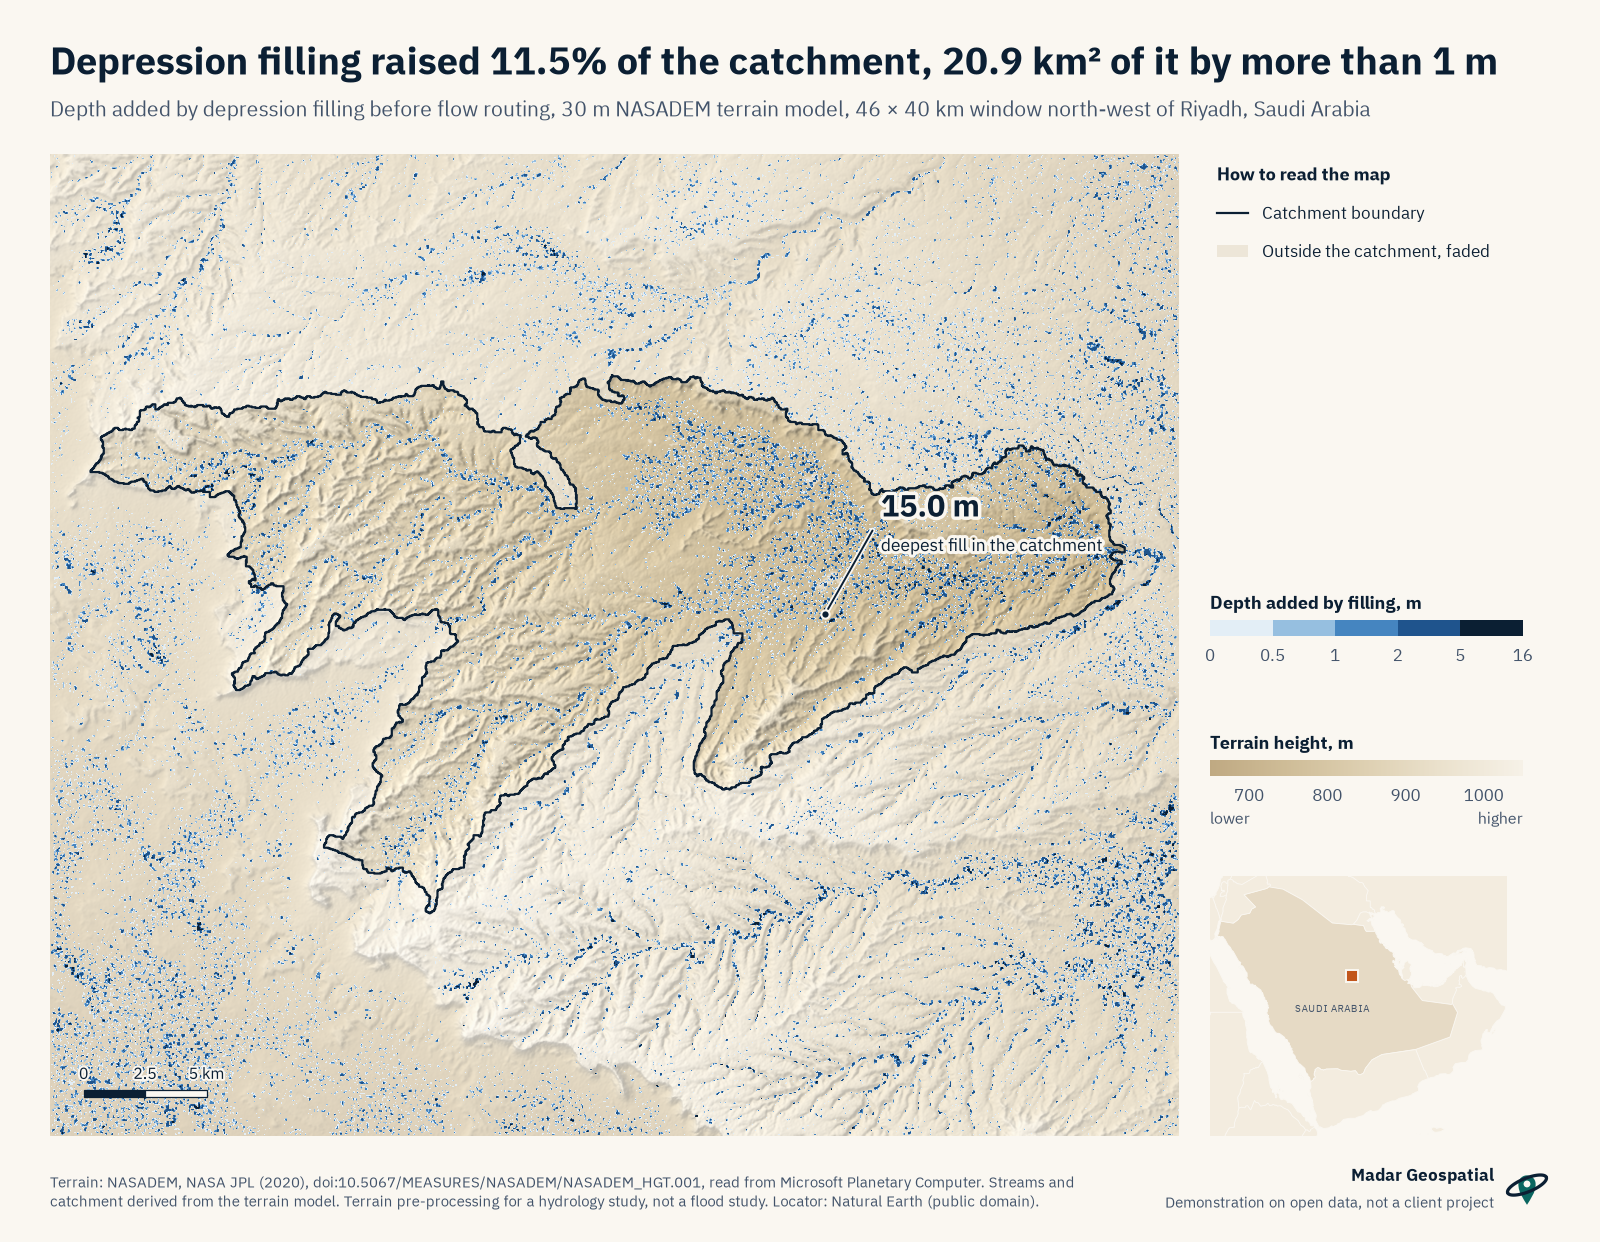 Depression filling raised 11.5% of the catchment, 20.9 km² of it by more than 1 m
Depth added by depression filling before flow routing, 30 m NASADEM terrain model, 46 × 40 km window north-west of Riyadh, Saudi Arabia
How to read the map
Catchment boundary
Outside the catchment, faded
15.0 m
deepest fill in the catchment
Depth added by filling, m
0 0.5 1 2 5 16
Terrain height, m
700 800 900 1000
lower higher
SAUDI ARABIA
0 2.5 5 km
Terrain: NASADEM, NASA JPL (2020), doi:10.5067/MEASURES/NASADEM/NASADEM_HGT.001, read from Microsoft Planetary Computer. Streams and
catchment derived from the terrain model. Terrain pre-processing for a hydrology study, not a flood study. Locator: Natural Earth (public domain).
Madar Geospatial
Demonstration on open data, not a client project